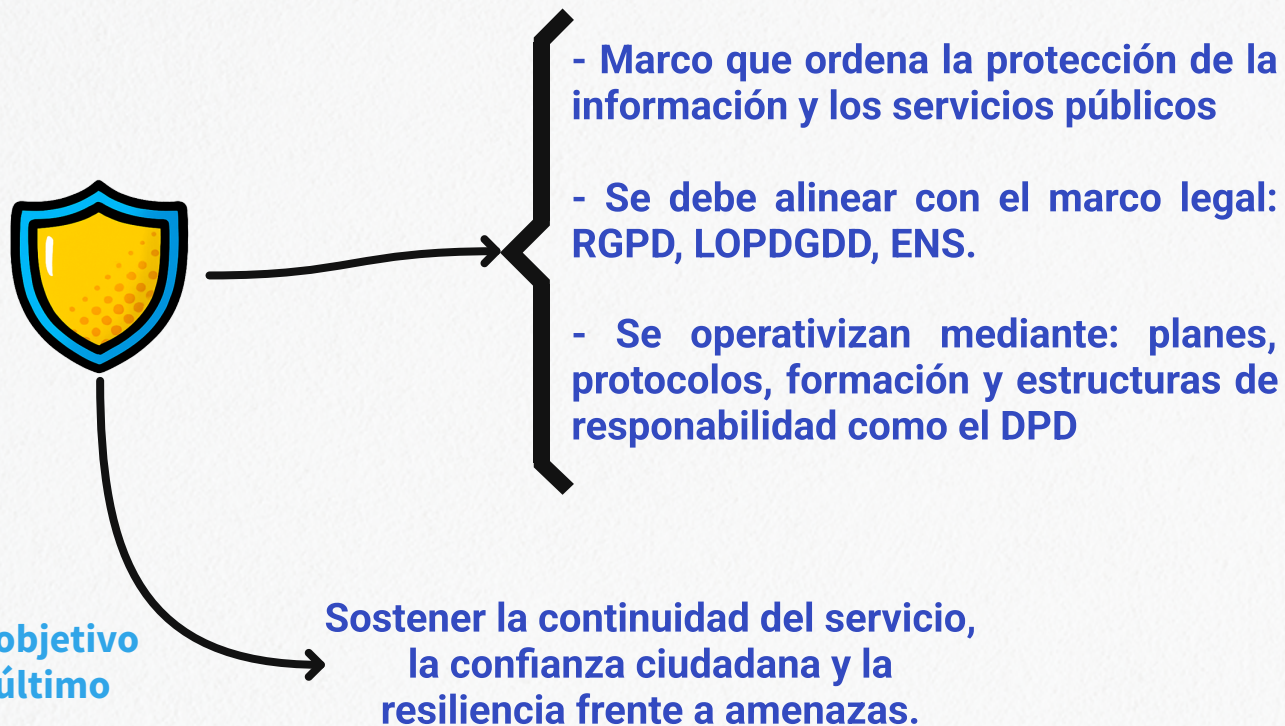 - Marco que ordena la protección de la
información y los servicios públicos
- Se debe alinear con el marco legal:
RGPD, LOPDGDD, ENS.
- Se operativizan mediante: planes,
protocolos, formación y estructuras de
responsabilidad como el DPD
objetivo
último
Sostener la continuidad del servicio,
la confianza ciudadana y la
resiliencia frente a amenazas.